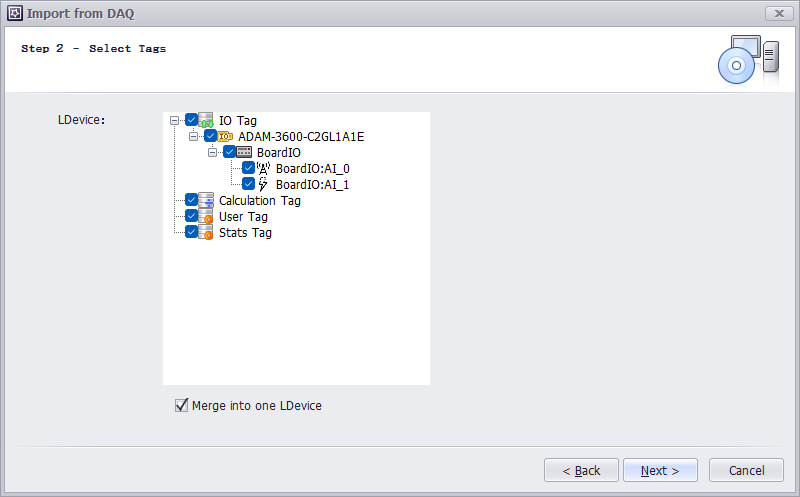 Import from DAQ
Step 2 - Select Tags
LDevice:
IO Tag
ADAM-3600-C2GL1A1E
BoardIO
BoardIO:AI_0
BoardIO:AI_1
Calculation Tag
User Tag
Stats Tag
Merge into one LDevice
< Back Next > Cancel